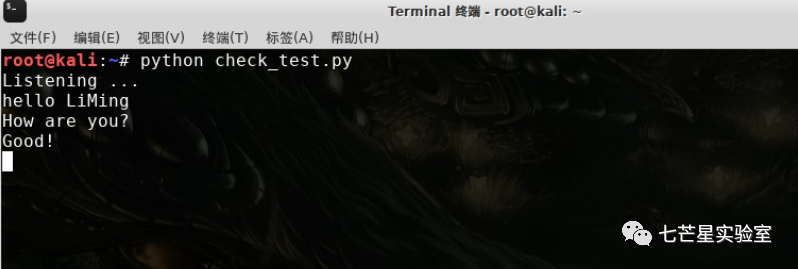 Terminal 终端 - root@kali: ~
文件(F) 编辑(E) 视图(V) 终端(T) 标签(A) 帮助(H)
root@kali:~# python check_test.py
Listening ...
hello LiMing
How are you?
Good!
七芒星实验室